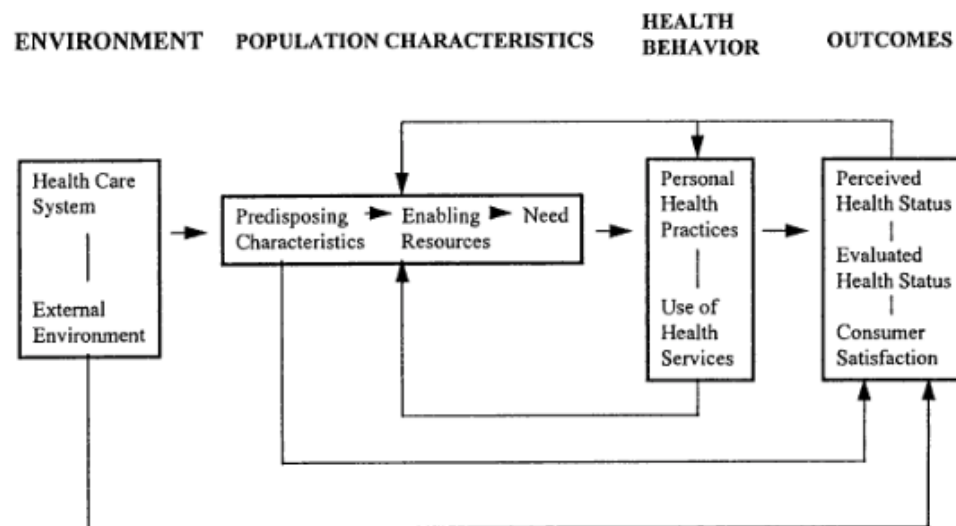 ENVIRONMENT
POPULATION CHARACTERISTICS
HEALTH
BEHAVIOR
OUTCOMES
Health Care
System
External
Environment
Predisposing
Characteristics
Enabling
Resources
Need
Personal
Health
Practices
Use of
Health
Services
Perceived
Health Status
Evaluated
Health Status
Consumer
Satisfaction